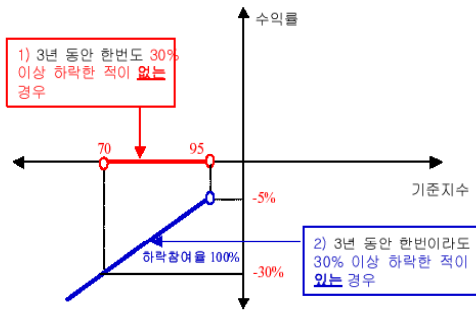 수익률
1) 3년 동안 한번도 30%
이상 하락한 적이 없는
경우
70
95
기준지수
-5%
하락참여율 100%
-30%
2) 3년 동안 한번이라도
30% 이상 하락한 적이
있는 경우